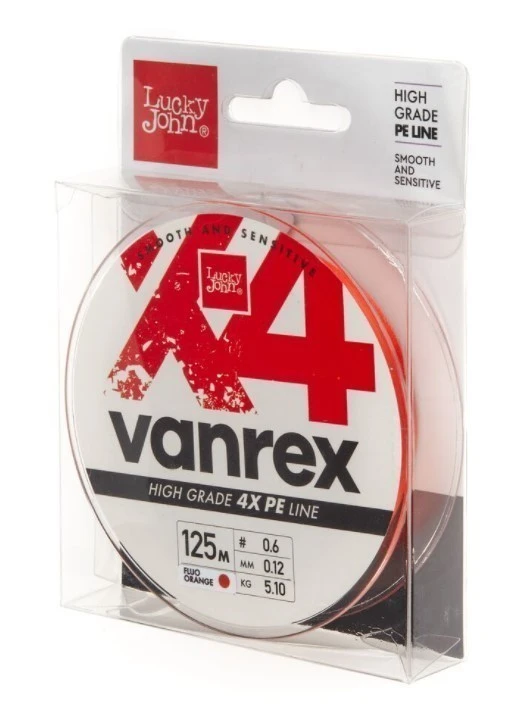 Lucky
John®
HIGH
GRADE
PE LINE
SMOOTH
AND
SENSITIVE
SMOOTH AND SENSITIVE
X4
Lucky
John®
vanrex
HIGH GRADE 4X PE LINE
125M
# 0.6
MM 0.12
KG 5.10
FLUO
ORANGE